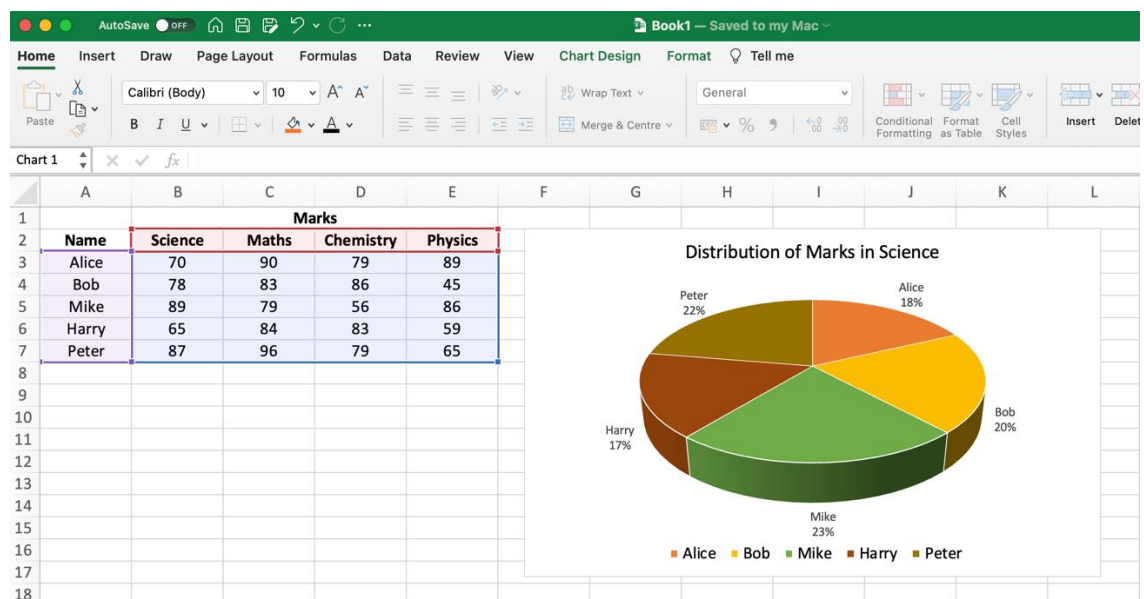 AutoSave OFF ••• Book1 — Saved to my Mac
Home Insert Draw Page Layout Formulas Data Review View Chart Design Format Tell me
Calibri (Body) 10 A^ A˅ Wrap Text General
Paste B I U A Merge & Centre % 9 Conditional Formatting Format as Table Cell Styles Insert Delet
Chart 1 fx
A B C D E F G H I J K L
1 Marks
2 Name Science Maths Chemistry Physics
3 Alice 70 90 79 89
4 Bob 78 83 86 45
5 Mike 89 79 56 86
6 Harry 65 84 83 59
7 Peter 87 96 79 65
8
9
10
11
12
13
14
15
16
17
18
Distribution of Marks in Science
Alice
18%
Peter
22%
Bob
20%
Harry
17%
Mike
23%
Alice Bob Mike Harry Peter